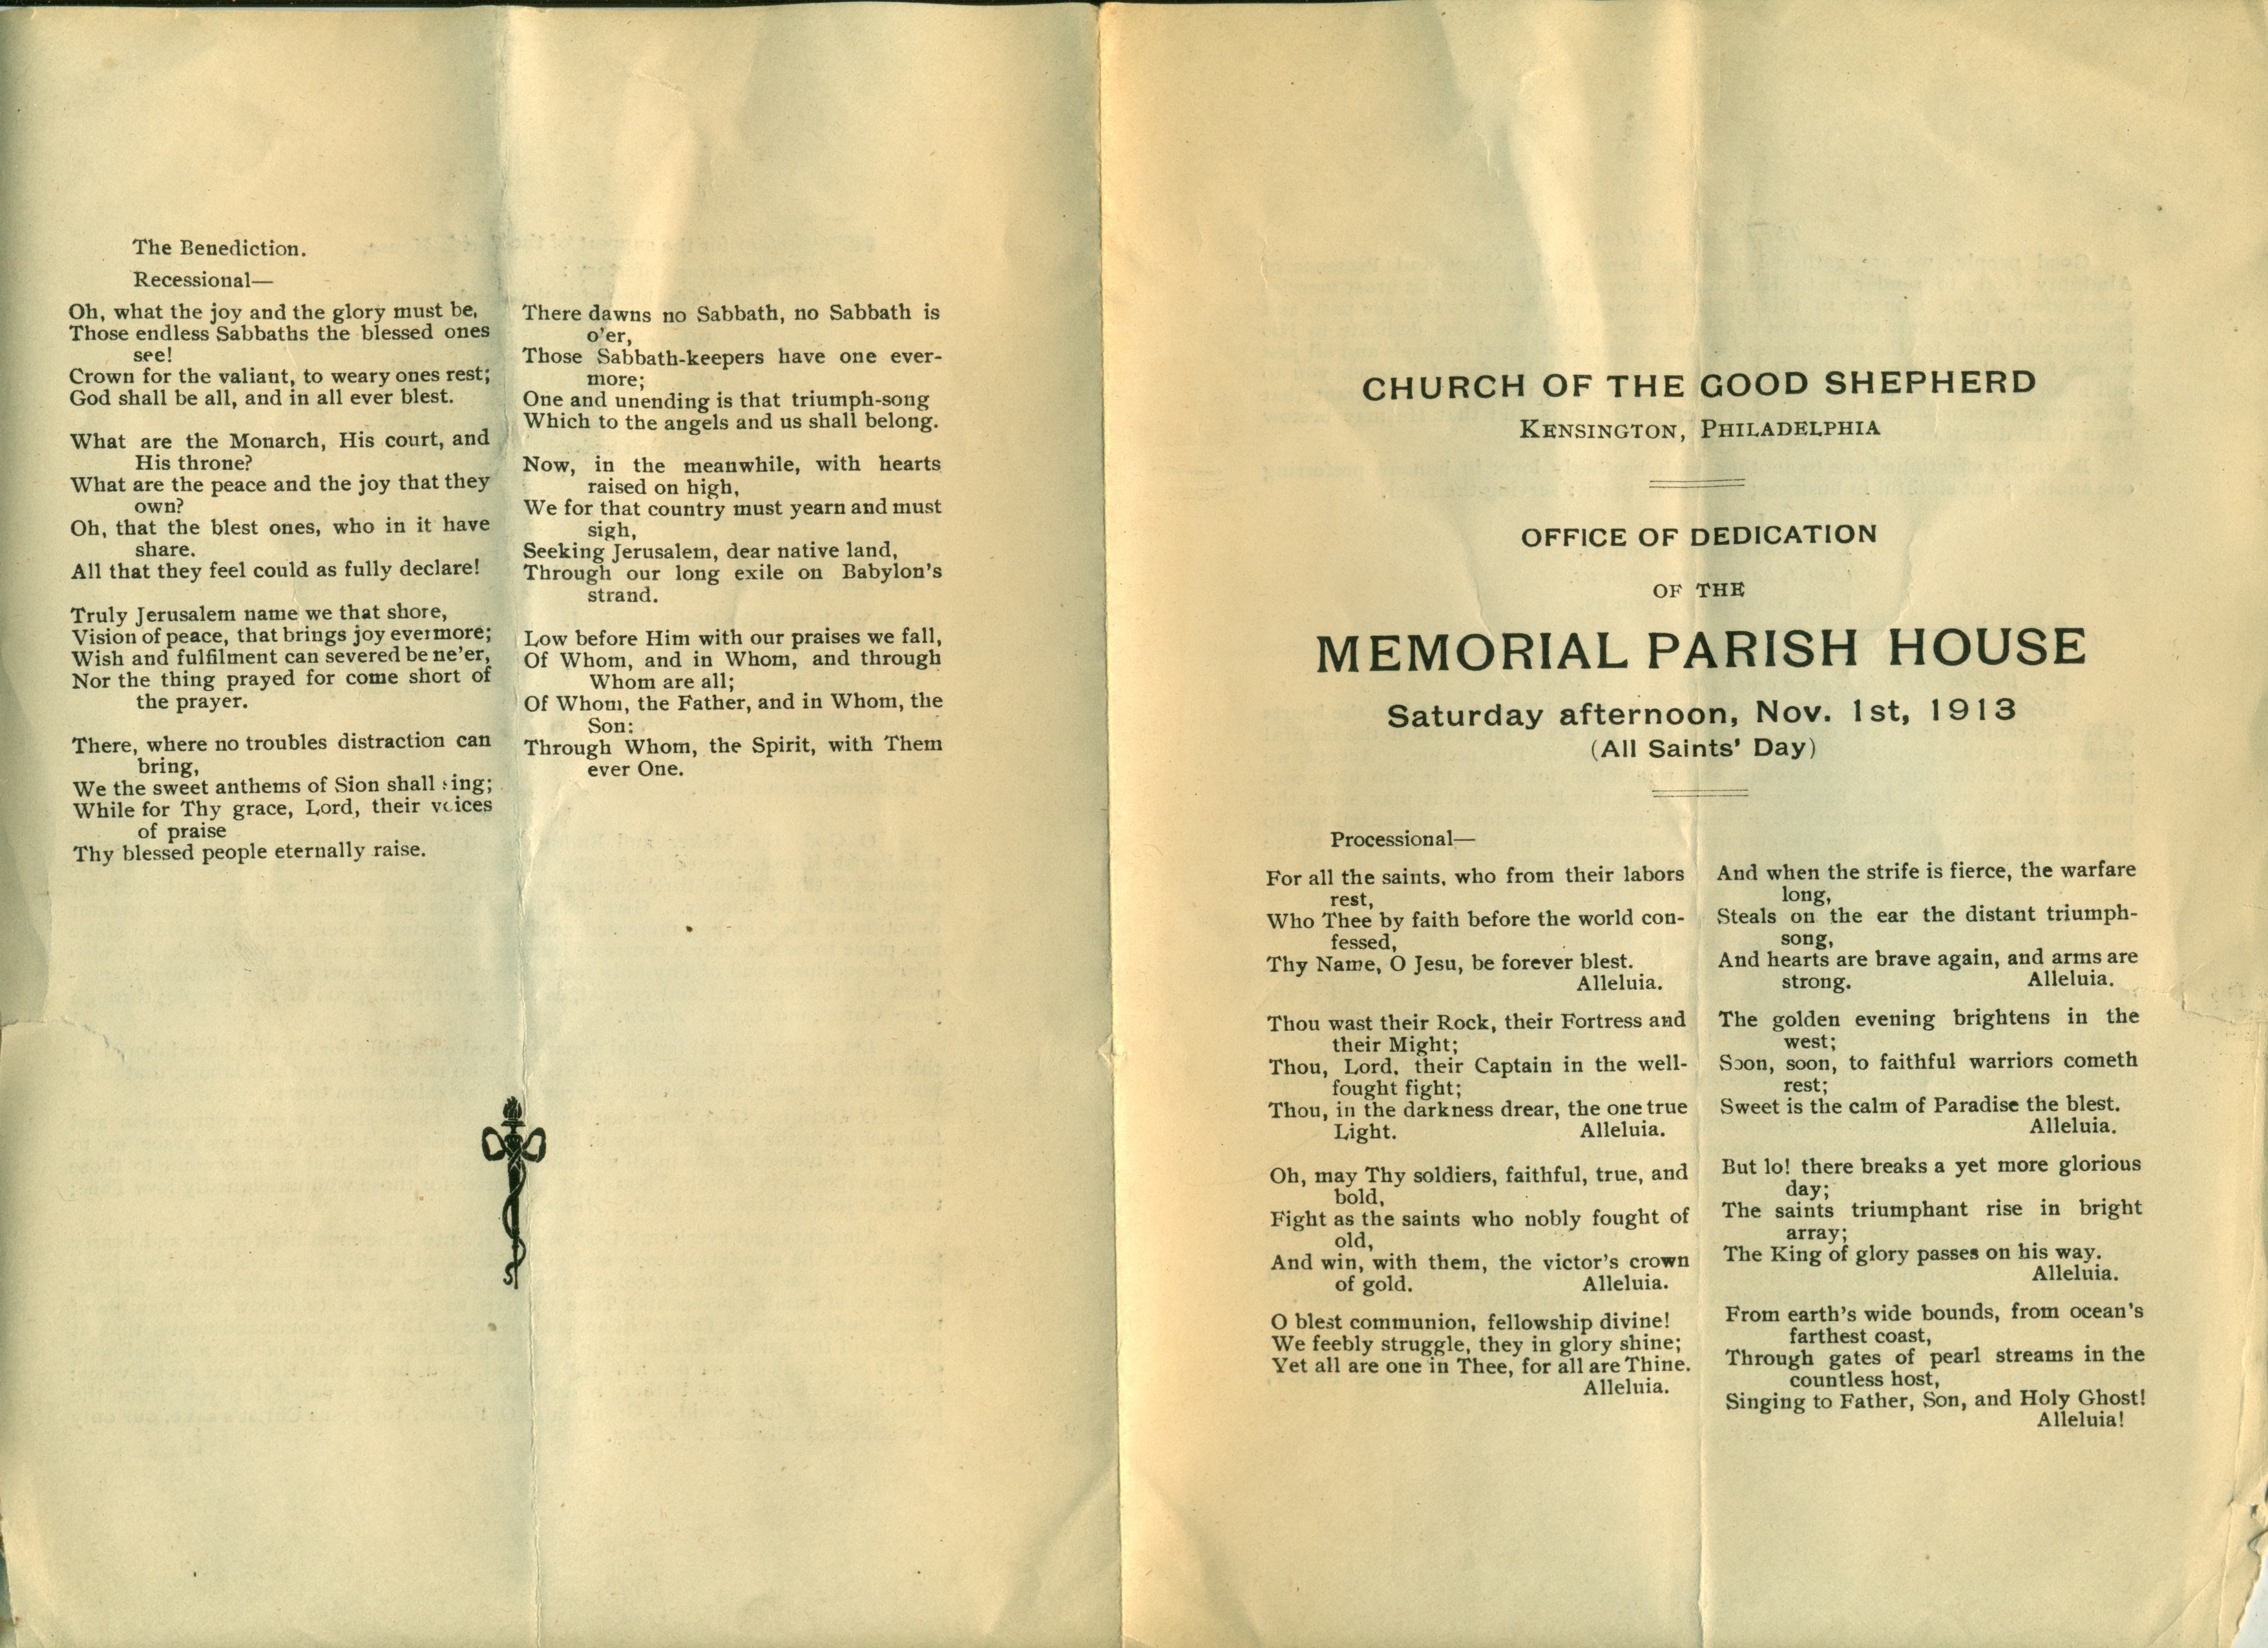 The Benediction.
Recessional—
Oh, what the joy and the glory must be,
Those endless Sabbaths the blessed ones
see!
Crown for the valiant, to weary ones rest;
God shall be all, and in all ever blest.
What are the Monarch, His court, and
His throne?
What are the peace and the joy that they
own?
Oh, that the blest ones, who in it have
share.
All that they feel could as fully declare!
Truly Jerusalem name we that shore,
Vision of peace, that brings joy evermore;
Wish and fulfilment can severed be ne'er,
Nor the thing prayed for come short of
the prayer.
There, where no troubles distraction can
bring,
We the sweet anthems of Sion shall sing;
While for Thy grace, Lord, their voices
of praise
Thy blessed people eternally raise.
There dawns no Sabbath, no Sabbath is
o'er,
Those Sabbath-keepers have one ever-
more;
One and unending is that triumph-song
Which to the angels and us shall belong.
Now, in the meanwhile, with hearts
raised on high,
We for that country must yearn and must
sigh,
Seeking Jerusalem, dear native land,
Through our long exile on Babylon's
strand.
Low before Him with our praises we fall,
Of Whom, and in Whom, and through
Whom are all;
Of Whom, the Father, and in Whom, the
Son:
Through Whom, the Spirit, with Them
ever One.
CHURCH OF THE GOOD SHEPHERD
KENSINGTON, PHILADELPHIA
OFFICE OF DEDICATION
OF THE
MEMORIAL PARISH HOUSE
Saturday afternoon, Nov. 1st, 1913
(All Saints' Day)
Processional—
For all the saints, who from their labors
rest,
Who Thee by faith before the world con-
fessed,
Thy Name, O Jesu, be forever blest.
Alleluia.
Thou wast their Rock, their Fortress and
their Might;
Thou, Lord, their Captain in the well-
fought fight;
Thou, in the darkness drear, the one true
Light. Alleluia.
Oh, may Thy soldiers, faithful, true, and
bold,
Fight as the saints who nobly fought of
old,
And win, with them, the victor's crown
of gold. Alleluia.
O blest communion, fellowship divine!
We feebly struggle, they in glory shine;
Yet all are one in Thee, for all are Thine.
Alleluia.
And when the strife is fierce, the warfare
long,
Steals on the ear the distant triumph-
song,
And hearts are brave again, and arms are
strong. Alleluia.
The golden evening brightens in the
west;
Soon, soon, to faithful warriors cometh
rest;
Sweet is the calm of Paradise the blest.
Alleluia.
But lo! there breaks a yet more glorious
day;
The saints triumphant rise in bright
array;
The King of glory passes on his way.
Alleluia.
From earth's wide bounds, from ocean's
farthest coast,
Through gates of pearl streams in the
countless host,
Singing to Father, Son, and Holy Ghost!
Alleluia!